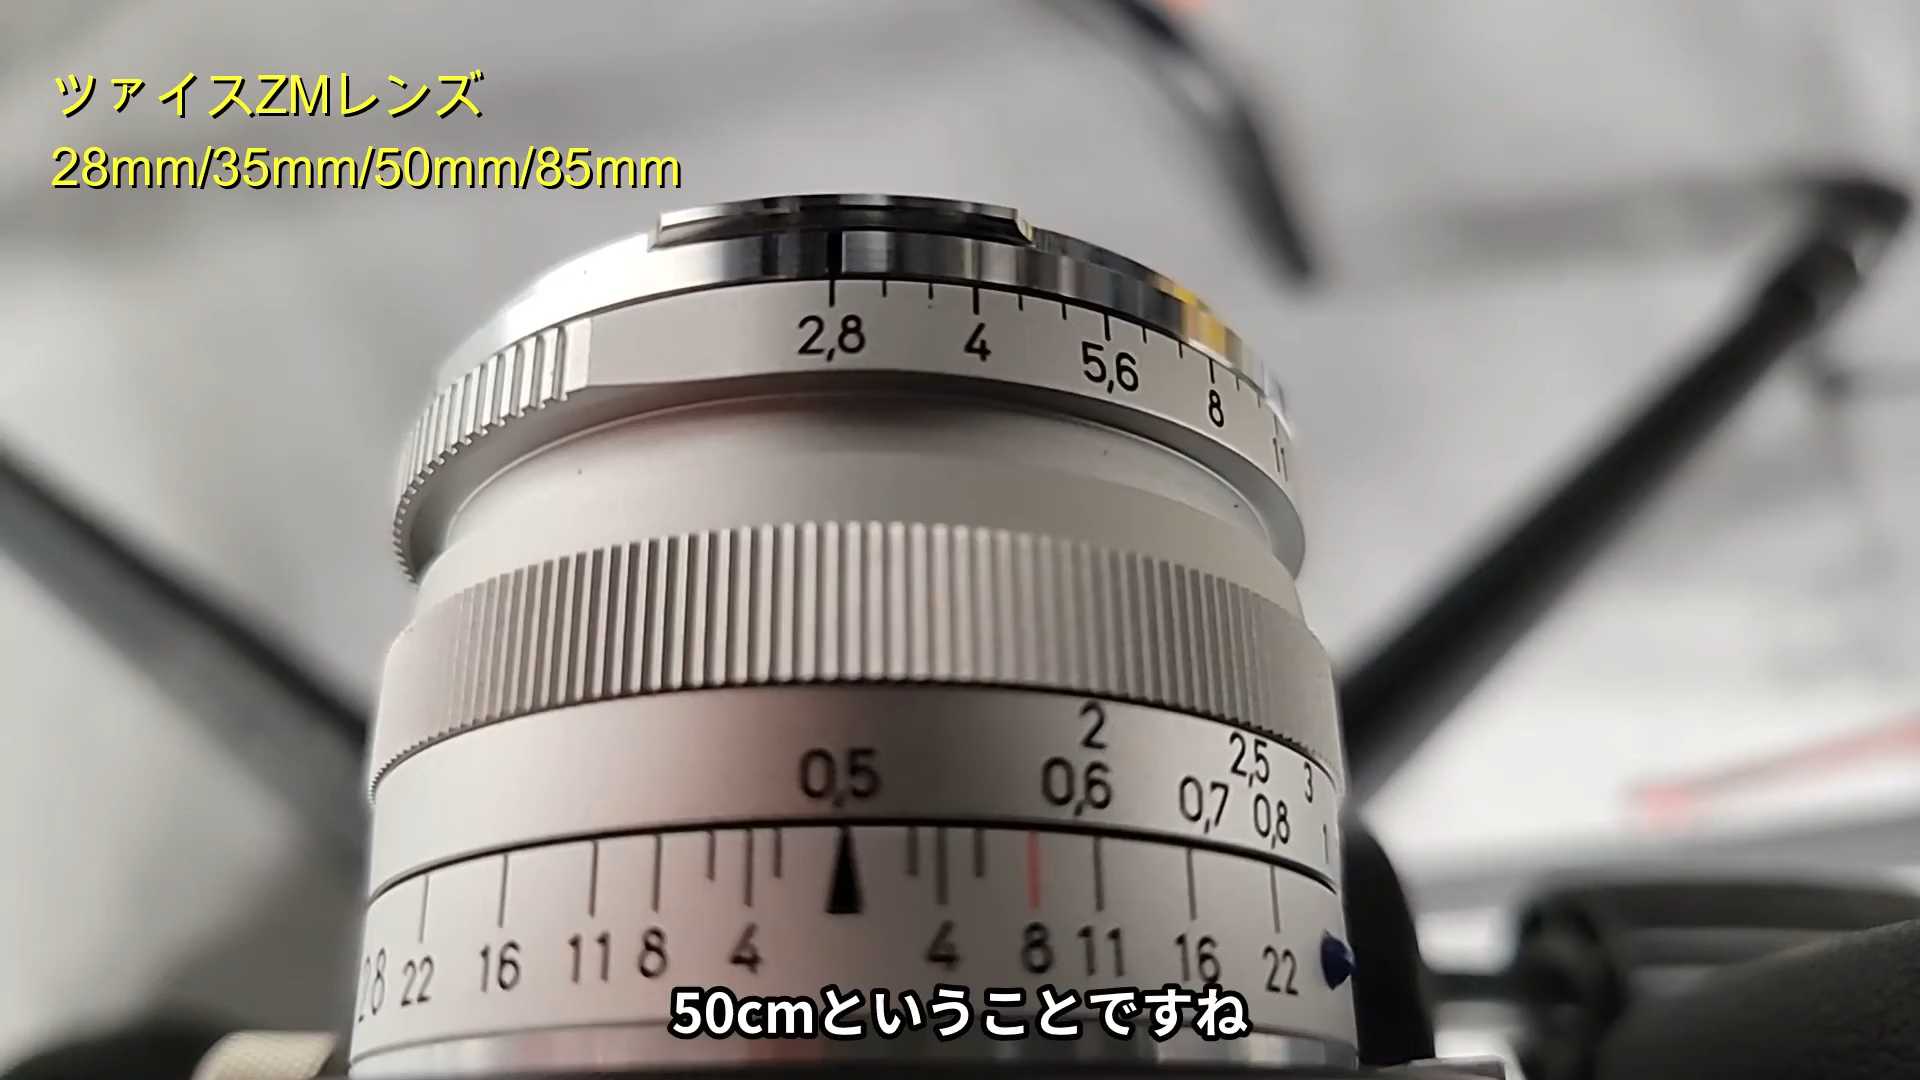 ツァイスZMレンズ
28mm/35mm/50mm/85mm
2,8 4 5,6 8 11
2 2,5 3
0,5 0,6 0,7 0,8 1
28 22 16 11 8 4 4 8 11 16 22
50cmということですね